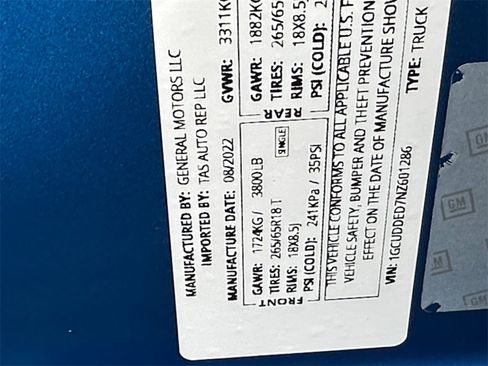 MANUFACTURED BY: GENERAL MOTORS LLC
IMPORTED BY: TAS AUTO REP LLC
MANUFACTURE DATE: 08/2022
GVWR: 3311K
FRONT
GAWR: 1724KG / 3800 LB
TIRES: 265/65R18 T
RIMS: 18X8.5J
PSI (COLD): 241KPa / 35PSI
SINGLE
REAR
GAWR: 1882K
TIRES: 265/65
RIMS: 18X8.5
PSI (COLD): 2
THIS VEHICLE CONFORMS TO ALL APPLICABLE U.S. F
VEHICLE SAFETY, BUMPER AND THEFT PREVENTION
EFFECT ON THE DATE OF MANUFACTURE SHOW
VIN: 1GCUDDED7NZ601286
TYPE: TRUCK
GM
GM
GM